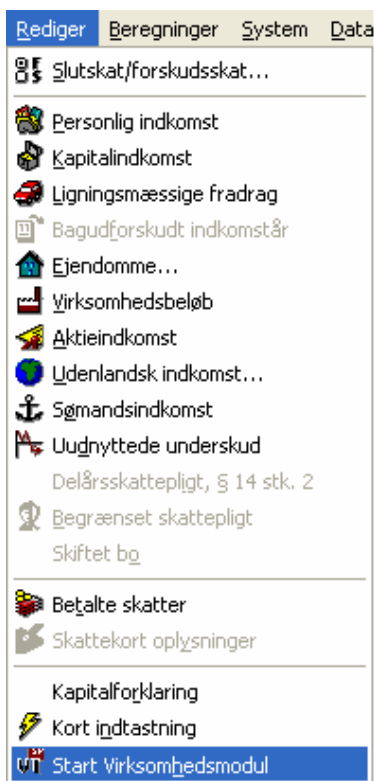 Rediger Beregninger System Data
Slutskat/forskudsskat...
Personlig indkomst
Kapitalindkomst
Ligningsmæssige fradrag
Bagudforskudt indkomstår
Ejendomme...
Virksomhedsbeløb
Aktieindkomst
Udenlandsk indkomst...
Sømandsindkomst
Uudnyttede underskud
Delårsskattepligt, § 14 stk. 2
Begrænset skattepligt
Skiftet bo
Betalte skatter
Skattekort oplysninger
Kapitalforklaring
Kort indtastning
Start Virksomhedsmodul